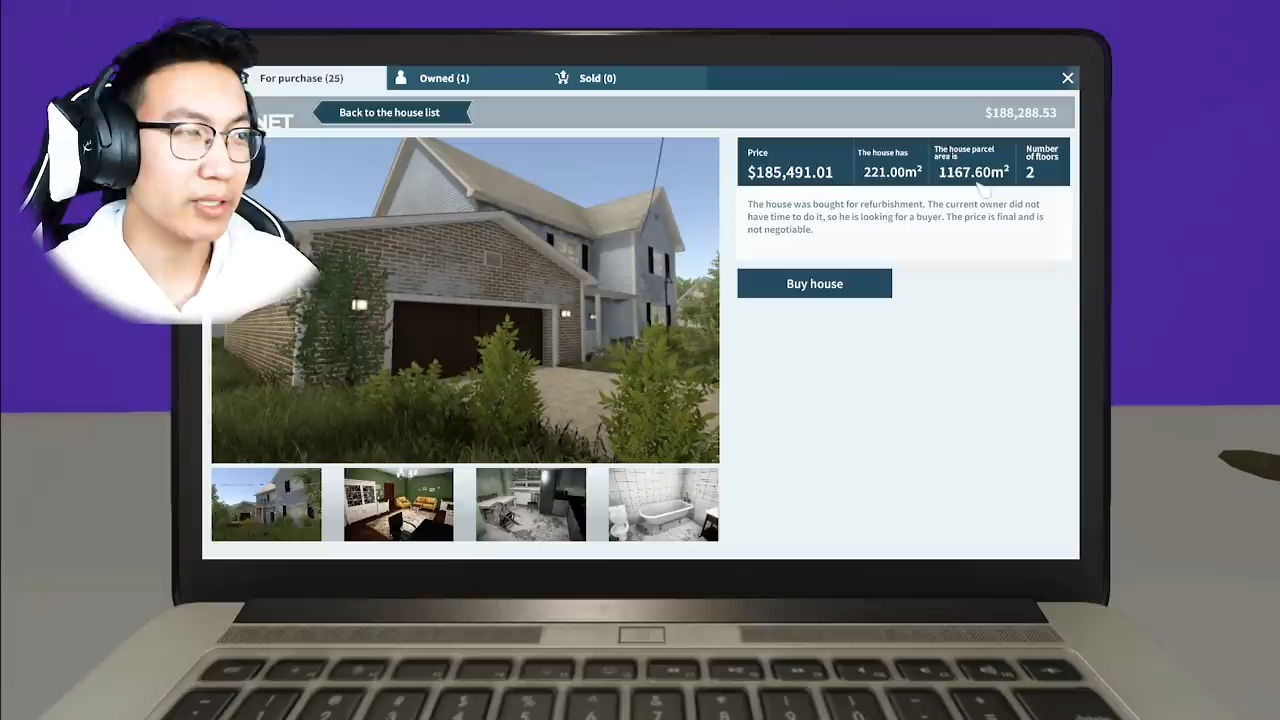 For purchase (25)
Owned (1)
Sold (0)
NET
Back to the house list
$188,288.53
Price
$185,491.01
The house has
221.00m²
The house parcel
area is
1167.60m²
Number
of floors
2
The house was bought for refurbishment. The current owner did not
have time to do it, so he is looking for a buyer. The price is final and is
not negotiable.
Buy house